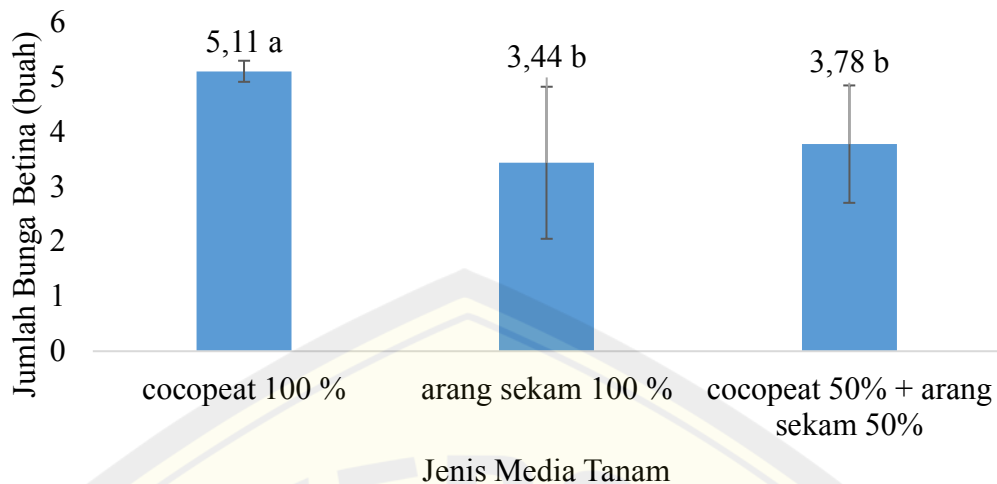 Jumlah Bunga Betina (buah)
6
5
4
3
2
1
0
5,11 a
3,44 b
3,78 b
cocopeat 100 %
arang sekam 100 %
cocopeat 50% + arang
sekam 50%
Jenis Media Tanam